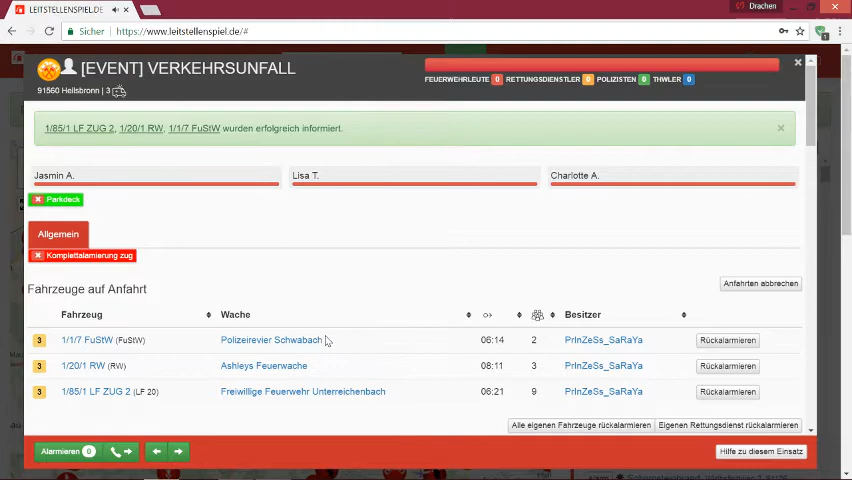 LEITSTELLENSPIEL.DE
Drachen
Sicher https://www.leitstellenspiel.de/#
[EVENT] VERKEHRSUNFALL
91560 Heilsbronn | 3
FEUERWEHRLEUTE 0 RETTUNGSDIENSTLER 0 POLIZISTEN 0 THWLER 0
1/85/1 LF ZUG 2, 1/20/1 RW, 1/1/7 FuStW wurden erfolgreich informiert.
Jasmin A. Lisa T. Charlotte A.
Parkdeck
Allgemein
Komplettalamierung zug
Fahrzeuge auf Anfahrt
Anfahrten abbrechen
Fahrzeug Wache Besitzer
3 1/1/7 FuStW (FuStW) Polizeirevier Schwabach 06:14 2 PrInZeSs_SaRaYa Rückalarmieren
3 1/20/1 RW (RW) Ashleys Feuerwache 08:11 3 PrInZeSs_SaRaYa Rückalarmieren
3 1/85/1 LF ZUG 2 (LF 20) Freiwillige Feuerwehr Unterreichenbach 06:21 9 PrInZeSs_SaRaYa Rückalarmieren
Alle eigenen Fahrzeuge rückalarmieren Eigenen Rettungsdienst rückalarmieren
Alarmieren 0
Hilfe zu diesem Einsatz